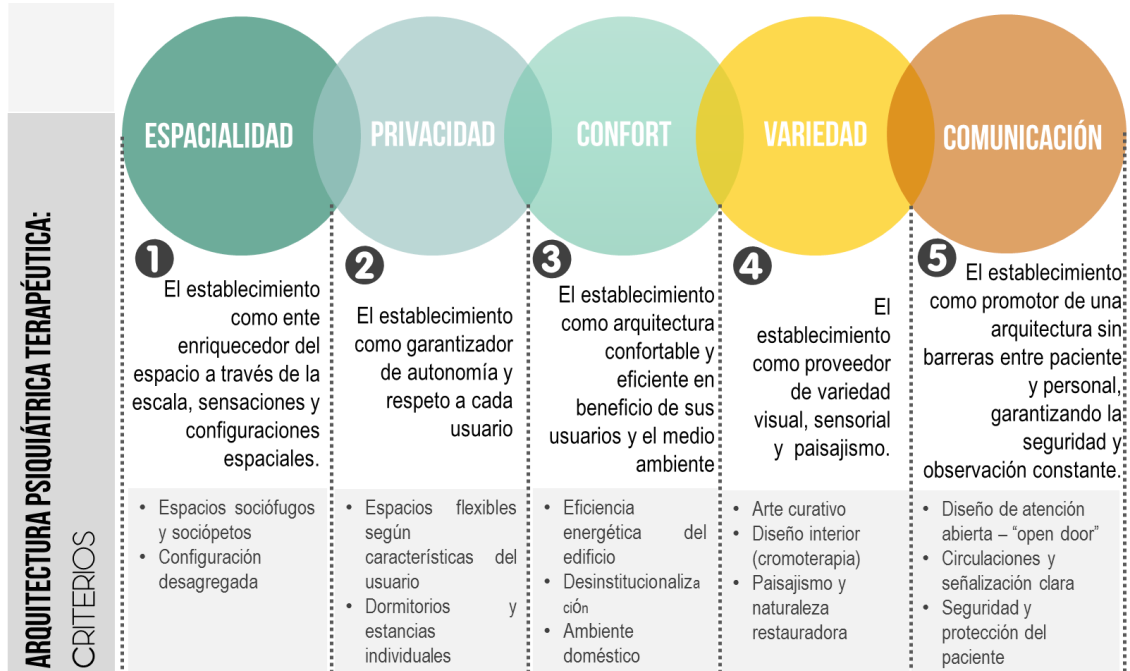 ARQUITECTURA PSIQUIÁTRICA TERAPÉUTICA:
CRITERIOS
ESPACIALIDAD
1
El establecimiento
como ente
enriquecedor del
espacio a través de la
escala, sensaciones y
configuraciones
espaciales.
• Espacios sociófugos
y sociópetos
• Configuración
desagregada
PRIVACIDAD
2
El establecimiento
como garantizador
de autonomía y
respeto a cada
usuario
• Espacios flexibles
según
características del
usuario
• Dormitorios y
estancias
individuales
CONFORT
3
El establecimiento
como arquitectura
confortable y
eficiente en
beneficio de sus
usuarios y el medio
ambiente
• Eficiencia
energética del
edificio
• Desinstitucionaliza
ción
• Ambiente
doméstico
VARIEDAD
4
El
establecimiento
como proveedor
de variedad
visual, sensorial
y paisajismo.
• Arte curativo
• Diseño interior
(cromoterapia)
• Paisajismo y
naturaleza
restauradora
COMUNICACIÓN
5
El establecimiento
como promotor de una
arquitectura sin
barreras entre paciente
y personal,
garantizando la
seguridad y
observación constante.
• Diseño de atención
abierta – “open door”
• Circulaciones y
señalización clara
• Seguridad y
protección del
paciente